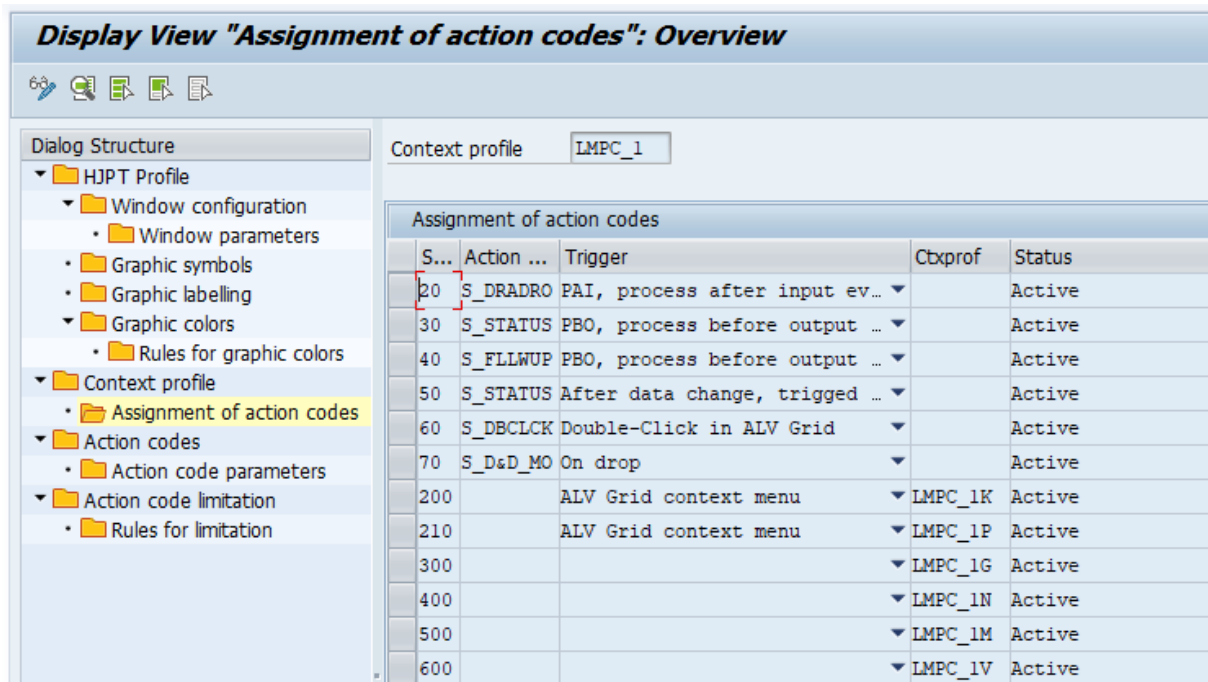 Display View "Assignment of action codes": Overview
Dialog Structure
HJPT Profile
Window configuration
Window parameters
Graphic symbols
Graphic labelling
Graphic colors
Rules for graphic colors
Context profile
Assignment of action codes
Action codes
Action code parameters
Action code limitation
Rules for limitation
Context profile LMPC_1
Assignment of action codes
S... Action ... Trigger Ctxprof Status
20 S_DRADRO PAI, process after input ev… Active
30 S_STATUS PBO, process before output … Active
40 S_FLLWUP PBO, process before output … Active
50 S_STATUS After data change, trigged … Active
60 S_DBCLCK Double-Click in ALV Grid Active
70 S_D&D_MO On drop Active
200 ALV Grid context menu LMPC_1K Active
210 ALV Grid context menu LMPC_1P Active
300 LMPC_1G Active
400 LMPC_1N Active
500 LMPC_1M Active
600 LMPC_1V Active